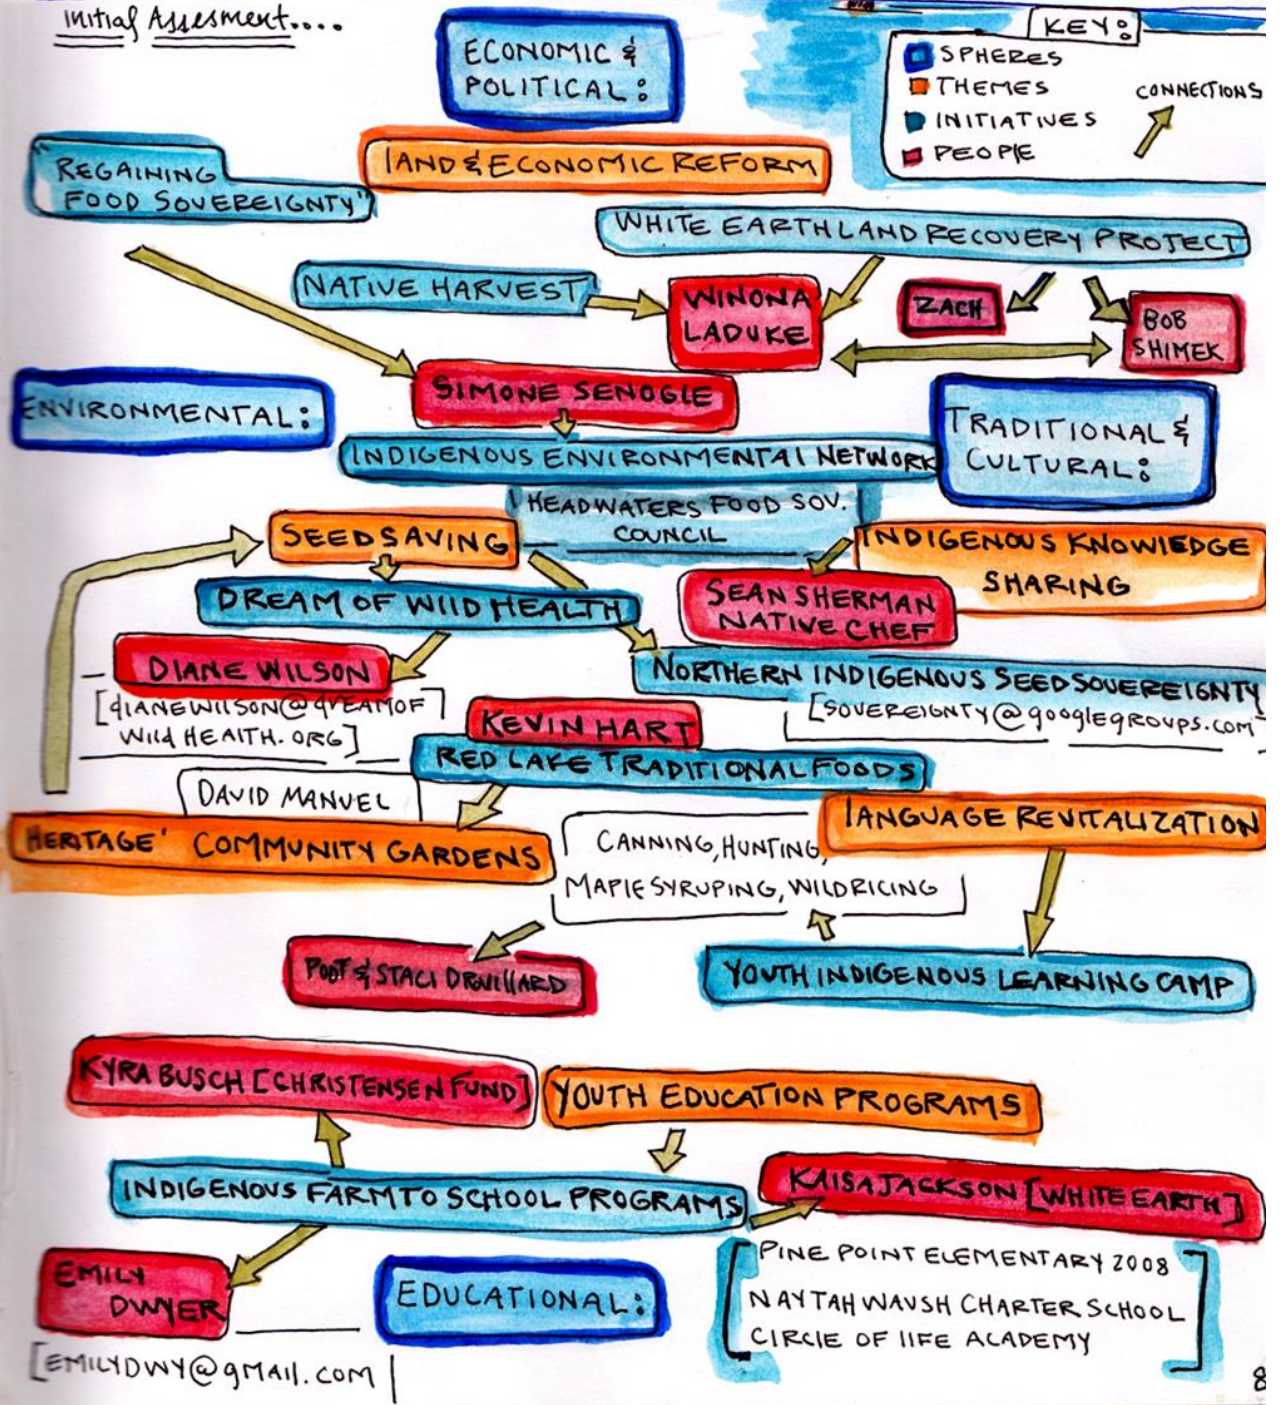 initial Assesment....
KEY:
SPHERES
THEMES
INITIATIVES
PEOPLE
CONNECTIONS
ECONOMIC &
POLITICAL:
LAND & ECONOMIC REFORM
"REGAINING
FOOD SOVEREIGNTY"
WHITE EARTH LAND RECOVERY PROJECT
NATIVE HARVEST
WINONA
LADUKE
ZACH
BOB
SHIMEK
SIMONE SENOGLE
ENVIRONMENTAL:
TRADITIONAL &
CULTURAL:
INDIGENOUS ENVIRONMENTAL NETWORK
HEADWATERS FOOD SOV.
COUNCIL
SEED SAVING
INDIGENOUS KNOWLEDGE
SHARING
DREAM OF WILD HEALTH
SEAN SHERMAN
NATIVE CHEF
DIANE WILSON
[DIANEWILSON@DREAMOF
WILD HEALTH.ORG]
NORTHERN INDIGENOUS SEED SOVEREIGNTY
[SOVEREIGNTY@googlegroups.com
KEVIN HART
RED LAKE TRADITIONAL FOODS
DAVID MANUEL
HERITAGE' COMMUNITY GARDENS
LANGUAGE REVITALIZATION
CANNING, HUNTING,
MAPLE SYRUPING, WILDRICING
& STACI DROUILLARD
YOUTH INDIGENOUS LEARNING CAMP
KYRA BUSCH [CHRISTENSEN FUND]
YOUTH EDUCATION PROGRAMS
INDIGENOUS FARM TO SCHOOL PROGRAMS
KAISA JACKSON [WHITE EARTH]
EMILY
DWYER
[EMILYDWY@gmail.com
EDUCATIONAL:
PINE POINT ELEMENTARY 2008
NAYTAHWAUSH CHARTER SCHOOL
CIRCLE OF LIFE ACADEMY
8